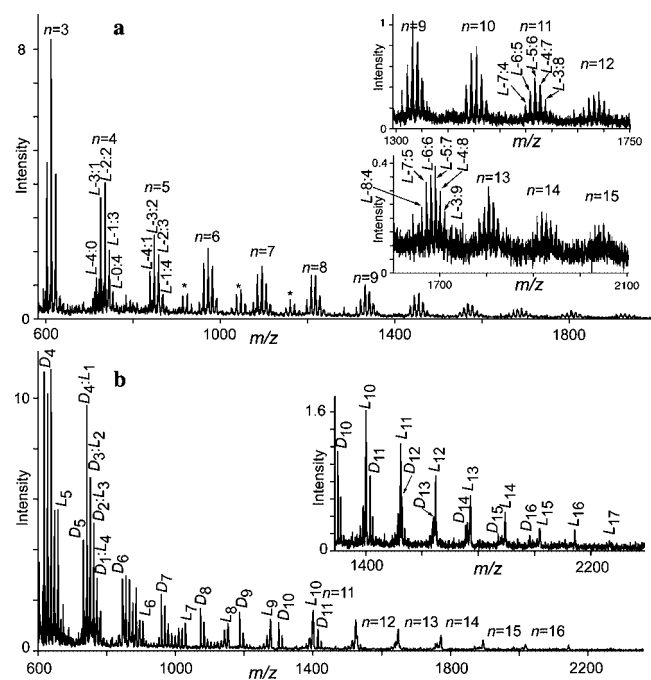 a
8
4
0
Intensity
n=3
L-4:0
L-3:1
L-2:2
n=4
L-1:3
L-0:4
L-4:1
n=5
L-3:2
L-2:3
L-1:4
*
n=6
*
n=7
*
n=8
n=9
600
1000
1400
1800
m/z
1
0
Intensity
n=9
n=10
n=11
n=12
L-7:4
L-6:5
L-5:6
L-4:7
L-3:8
1300
m/z
1750
0.4
0
Intensity
L-8:4
L-7:5
L-6:6
L-5:7
L-4:8
L-3:9
n=13
n=14
n=15
1700
m/z
2100
b
10
0
Intensity
D4
L5
D5
D4:L1
D3:L2
D2:L3
D1:L4
D6
L6
D7
L7
D8
L8
D9
L9
D10
L10
D11
n=11
n=12
n=13
n=14
n=15
n=16
600
1000
1400
1800
2200
m/z
1.6
0
Intensity
D10
L10
D11
L11
D12
D13
L12
D14
L13
D15
L14
D16
L15
L16
L17
1400
m/z
2200